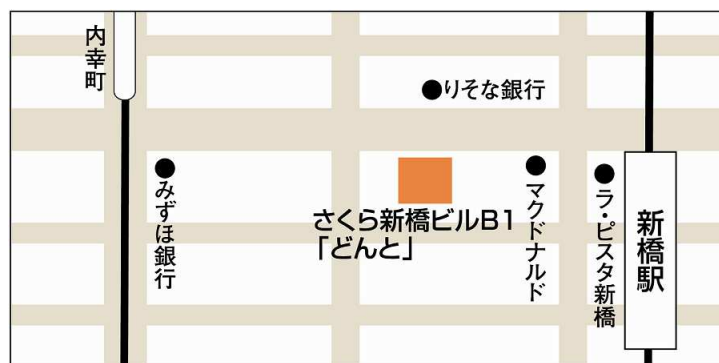 内幸町
りそな銀行
みずほ銀行
さくら新橋ビルB1
「どんと」
マクドナルド
ラ・ピスタ新橋
新橋駅